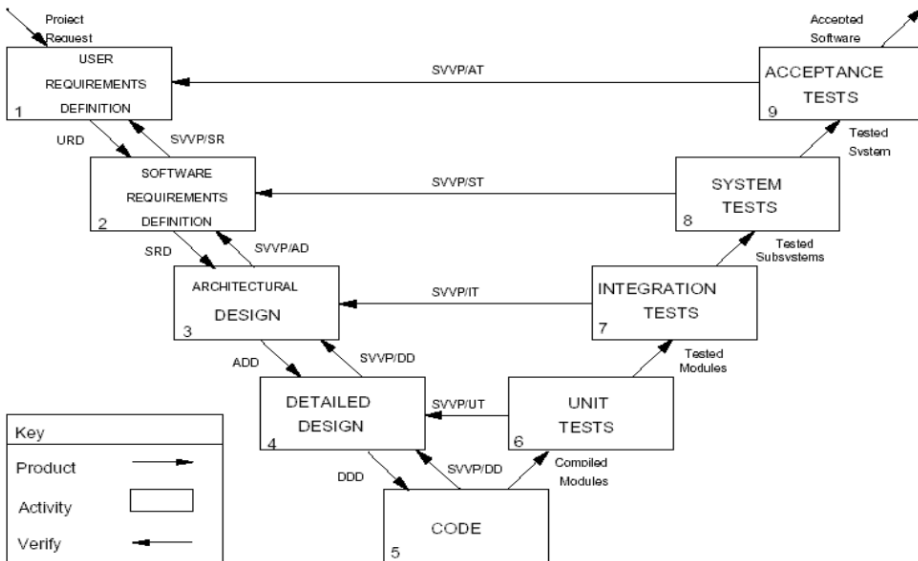 Project
Request
Accepted
Software
USER
REQUIREMENTS
DEFINITION
1
SVVP/AT
ACCEPTANCE
TESTS
9
URD
SVVP/SR
Tested
System
SOFTWARE
REQUIREMENTS
DEFINITION
2
SVVP/ST
SYSTEM
TESTS
8
SRD
SVVP/AD
Tested
Subsystems
ARCHITECTURAL
DESIGN
3
SVVP/IT
INTEGRATION
TESTS
7
ADD
SVVP/DD
Tested
Modules
DETAILED
DESIGN
4
SVVP/UT
UNIT
TESTS
6
DDD
SVVP/DD
Compiled
Modules
CODE
5
Key
Product
Activity
Verify